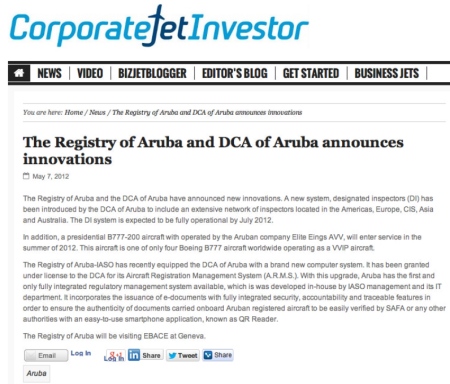 CorporateJetInvestor
NEWS VIDEO BIZJETBLOGGER EDITOR'S BLOG GET STARTED BUSINESS JETS
You are here: Home / News / The Registry of Aruba and DCA of Aruba announces innovations
The Registry of Aruba and DCA of Aruba announces
innovations
May 7, 2012
The Registry of Aruba and the DCA of Aruba have announced new innovations. A new system, designated inspectors (DI) has
been introduced by the DCA of Aruba to include an extensive network of inspectors located in the Americas, Europe, CIS, Asia
and Australia. The DI system is expected to be fully operational by July 2012.
In addition, a presidential B777-200 aircraft with operated by the Aruban company Elite Eings AVV, will enter service in the
summer of 2012. This aircraft is one of only four Boeing B777 aircraft worldwide operating as a VVIP aircraft.
The Registry of Aruba-IASO has recently equipped the DCA of Aruba with a brand new computer system. It has been granted
under license to the DCA for its Aircraft Registration Management System (A.R.M.S). With this upgrade, Aruba has the first and
only fully integrated regulatory management system available, which was developed in-house by IASO management and its IT
department. It incorporates the issuance of e-documents with fully integrated security, accountability and traceable features in
order to ensure the authenticity of documents carried onboard Aruban registered aircraft to be easily verified by SAFA or any other
authorities with an easy-to-use smartphone application, known as QR Reader.
The Registry of Aruba will be visiting EBACE at Geneva.
Email Log In Log In +1 in Share Tweet Share
Aruba